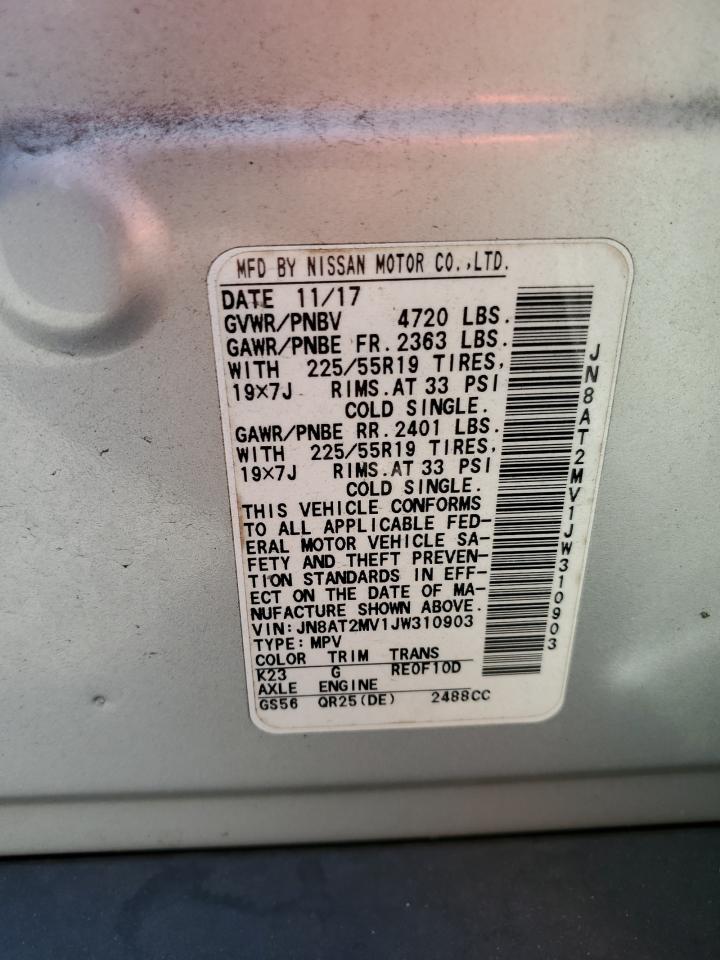 MFD BY NISSAN MOTOR CO.,LTD.
DATE 11/17
GVWR/PNBV 4720 LBS.
GAWR/PNBE FR. 2363 LBS.
WITH 225/55R19 TIRES,
19×7J RIMS. AT 33 PSI
COLD SINGLE.
GAWR/PNBE RR. 2401 LBS.
WITH 225/55R19 TIRES,
19×7J RIMS. AT 33 PSI
COLD SINGLE.
THIS VEHICLE CONFORMS
TO ALL APPLICABLE FED-
ERAL MOTOR VEHICLE SA-
FETY AND THEFT PREVEN-
TION STANDARDS IN EFF-
ECT ON THE DATE OF MA-
NUFACTURE SHOWN ABOVE.
VIN:JN8AT2MV1JW310903
TYPE:MPV
COLOR TRIM TRANS
K23 G RE0F10D
AXLE ENGINE
GS56 QR25(DE) 2488CC
JN8AT2MV1JW310903